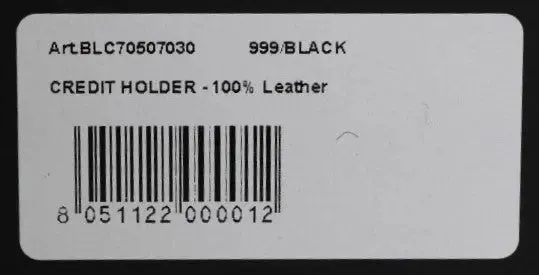 Art.BLC70507030 999/BLACK
CREDIT HOLDER - 100% Leather
8 051122 000012